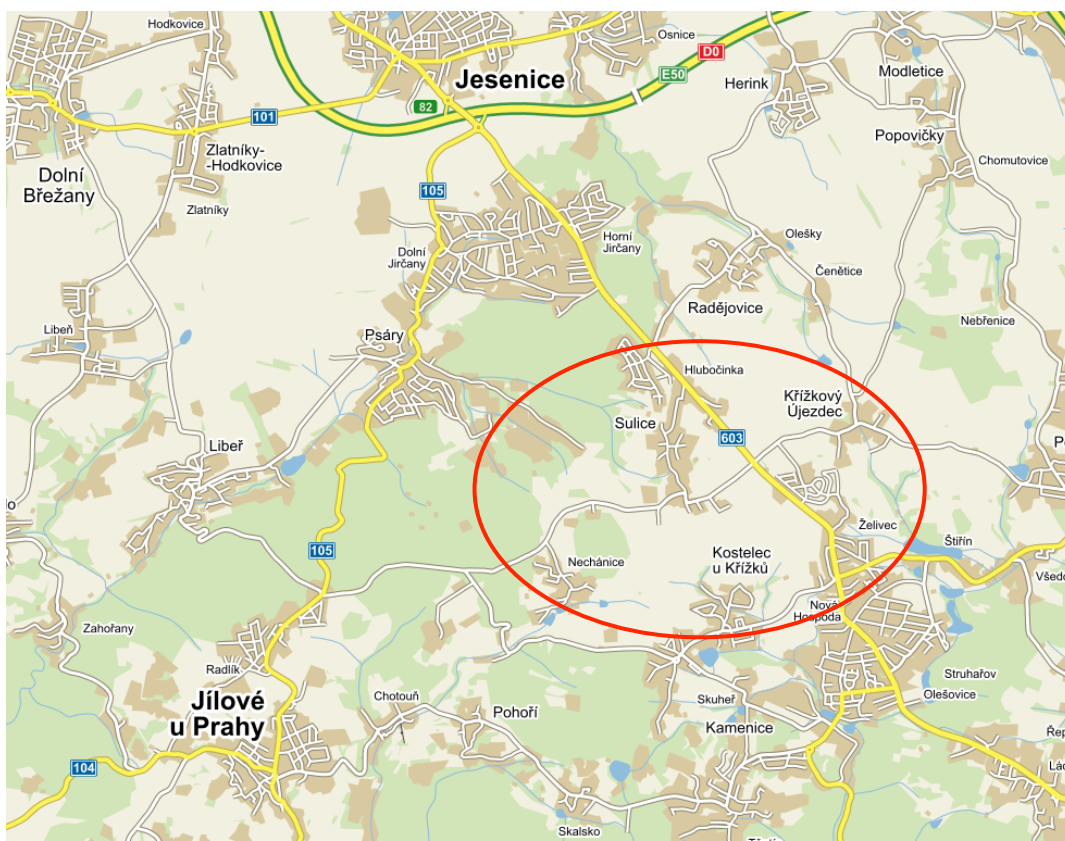 Hodkovice
Osnice
D0
E50
Modletice
Jesenice
Herink
82
101
Popovičky
Zlatníky-
-Hodkovice
Chomutovice
Dolní
Břežany
105
Zlatníky
Olešky
Horní
Jirčany
Dolní
Jirčany
Čenětice
Radějovice
Nebřenice
Libeň
Psáry
Hlubočinka
Křížkový
Újezdec
Sulice
603
Libeř
Želivec
Štiřín
105
Kostelec
u Křížků
Nechánice
Nová
Hospoda
Zahořany
Radlík
Struhařov
Jílové
u Prahy
Chotouň
Skuheř
Olešovice
Pohoří
Kamenice
104
Skalsko